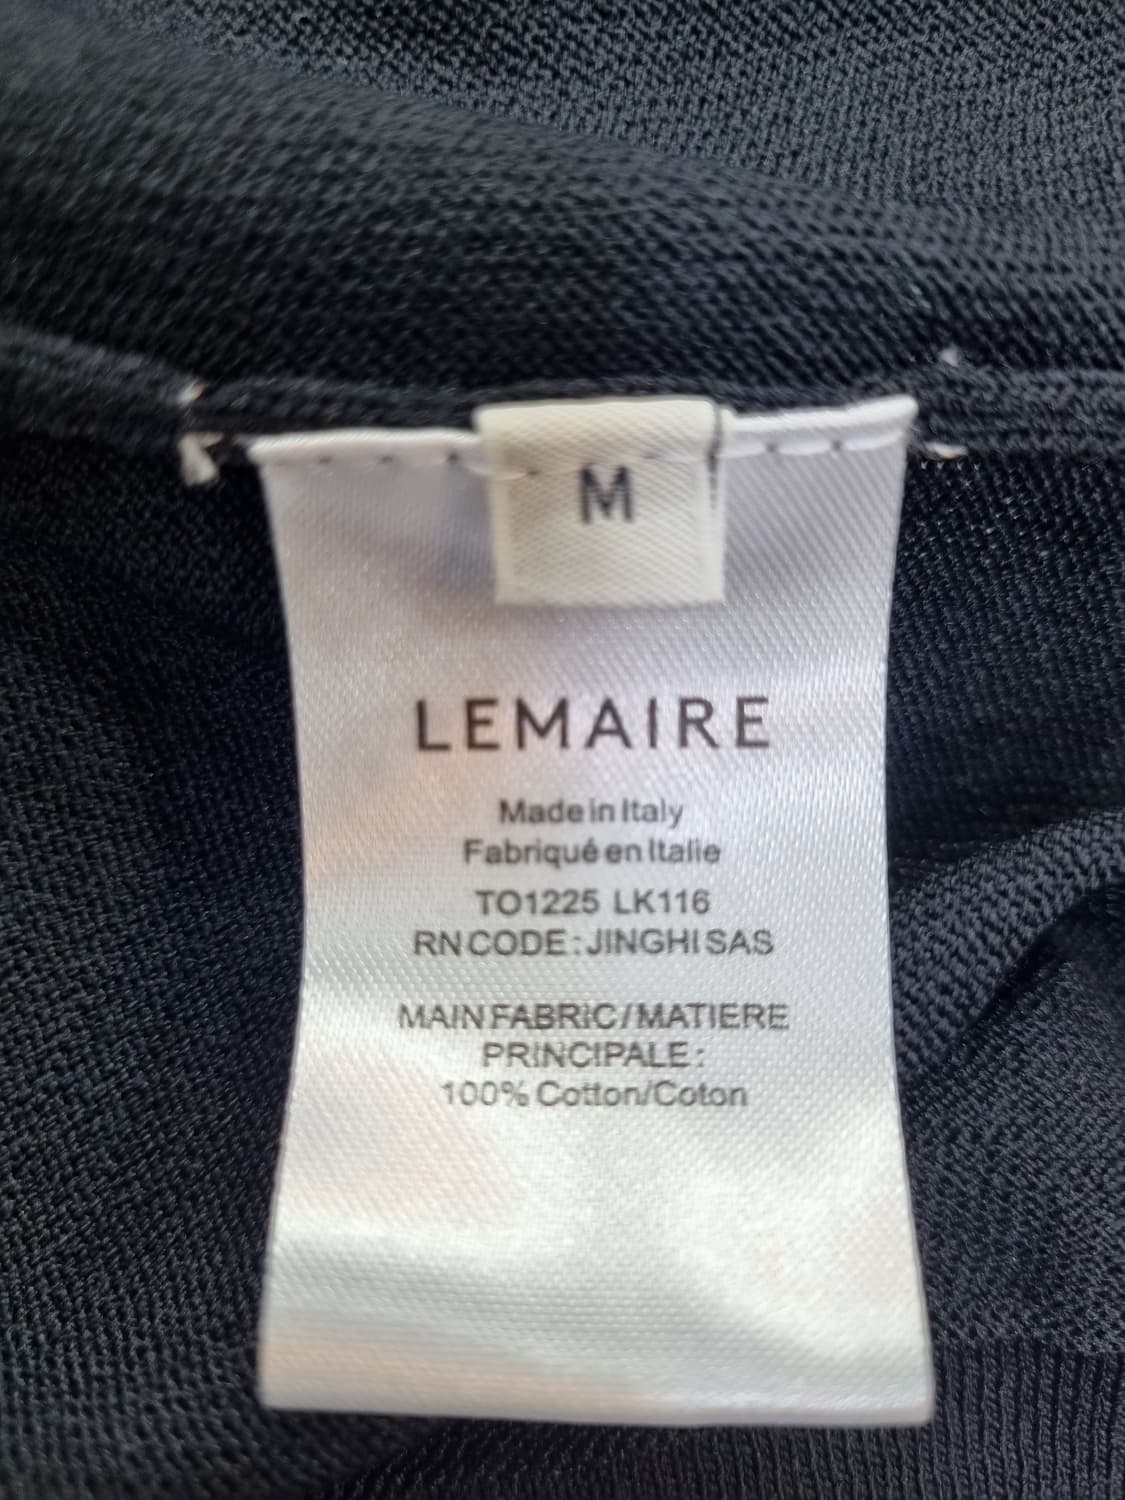 M
LEMAIRE
Made in Italy
Fabriqué en Italie
TO1225 LK116
RN CODE : JINGHI SAS
MAIN FABRIC / MATIERE
PRINCIPALE :
100% Cotton/Coton